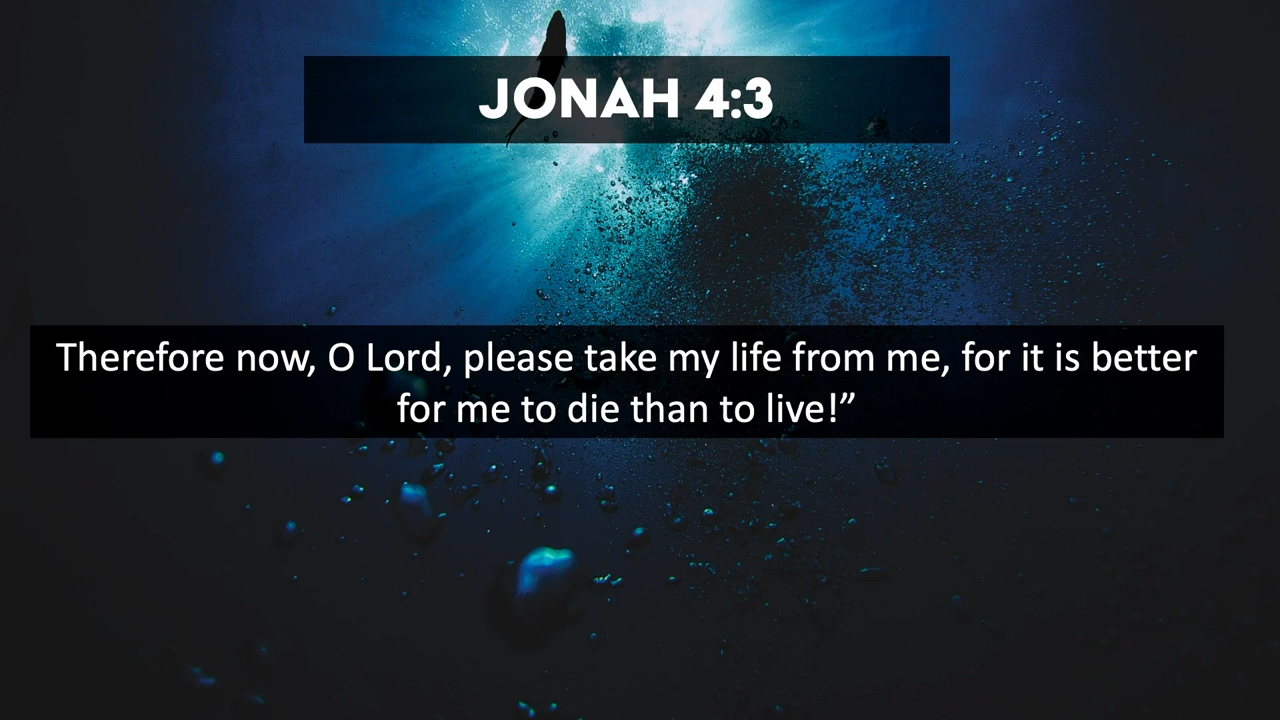 JONAH 4:3
Therefore now, O Lord, please take my life from me, for it is better
for me to die than to live!”